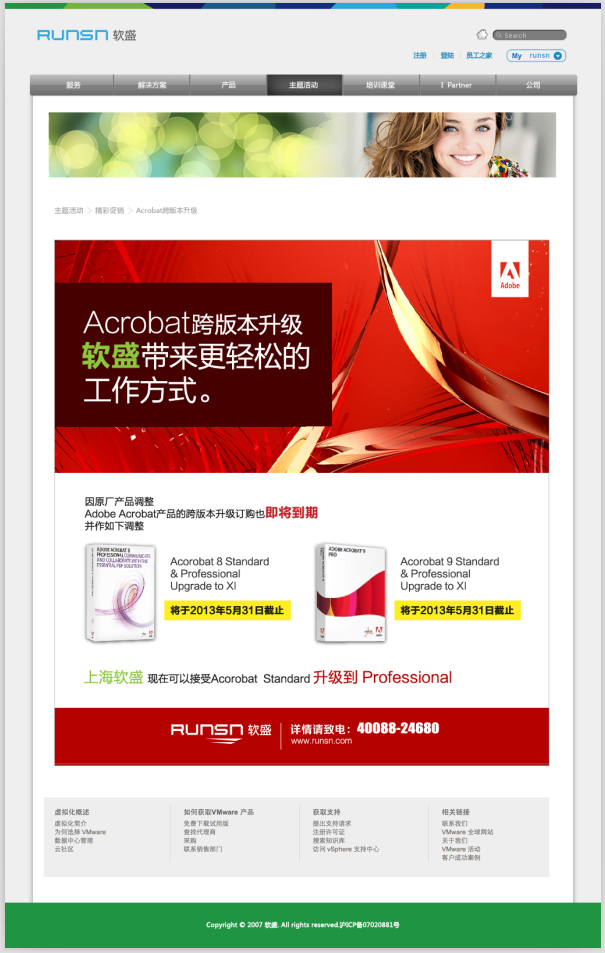 RUNSN 软盛
Search
注册 登陆 员工之家 My runsn
服务 解决方案 产品 主题活动 培训课堂 I Partner 公司
主题活动 > 精彩促销 > Acrobat跨版本升级
Adobe
Acrobat跨版本升级
软盛带来更轻松的
工作方式。
因原厂产品调整
Adobe Acrobat产品的跨版本升级订购也即将到期
并作如下调整
ADOBE ACROBAT 8
PROFESSIONAL COMMUNICATE
AND COLLABORATE WITH THE
ESSENTIAL PDF SOLUTION
Acorobat 8 Standard
& Professional
Upgrade to XI
将于2013年5月31日截止
ADOBE ACROBAT 9
PRO
Acorobat 9 Standard
& Professional
Upgrade to XI
将于2013年5月31日截止
上海软盛 现在可以接受Acorobat Standard 升级到 Professional
RUNSN 软盛
详情请致电：40088-24680
www.runsn.com
虚拟化概述
虚拟化简介
为何选择 VMware
数据中心管理
云社区
如何获取VMware 产品
免费下载试用版
查找代理商
采购
联系销售部门
获取支持
提出支持请求
注册许可证
搜索知识库
访问 vSphere 支持中心
相关链接
联系我们
VMware 全球网站
关于我们
VMware 活动
客户成功案例
Copyright © 2007 软盛. All rights reserved.沪ICP备07020881号